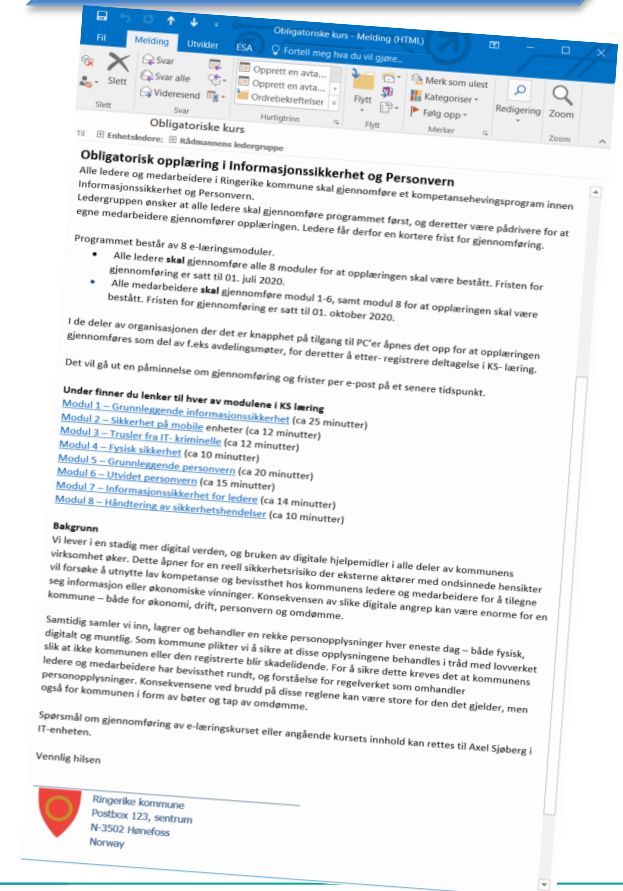 Obligatoriske kurs - Melding (HTML)
Fil Melding Utvikler ESA Fortell meg hva du vil gjøre...
Slett
Slett
Svar
Svar alle
Videresend
Svar
Opprett en avta...
Opprett en avta...
Ordrebekreftelser
Hurtigtrinn
Flytt
Flytt
Merk som ulest
Kategoriser
Følg opp
Merker
Redigering
Zoom
Zoom
Obligatoriske kurs
Til Enhetsledere; Rådmannens ledergruppe
Obligatorisk opplæring i Informasjonssikkerhet og Personvern
Alle ledere og medarbeidere i Ringerike kommune skal gjennomføre et kompetansehevingsprogram innen
Informasjonssikkerhet og Personvern.
Ledergruppen ønsker at alle ledere skal gjennomføre programmet først, og deretter være pådrivere for at
egne medarbeidere gjennomfører opplæringen. Ledere får derfor en kortere frist for gjennomføring.
Programmet består av 8 e-læringsmoduler.
• Alle ledere skal gjennomføre alle 8 moduler for at opplæringen skal være bestått. Fristen for
gjennomføring er satt til 01. juli 2020.
• Alle medarbeidere skal gjennomføre modul 1-6, samt modul 8 for at opplæringen skal være
bestått. Fristen for gjennomføring er satt til 01. oktober 2020.
I de deler av organisasjonen der det er knapphet på tilgang til PC'er åpnes det opp for at opplæringen
gjennomføres som del av f.eks avdelingsmøter, for deretter å etter- registrere deltagelse i KS- læring.
Det vil gå ut en påminnelse om gjennomføring og frister per e-post på et senere tidspunkt.
Under finner du lenker til hver av modulene i KS læring
Modul 1 – Grunnleggende informasjonssikkerhet (ca 25 minutter)
Modul 2 – Sikkerhet på mobile enheter (ca 12 minutter)
Modul 3 – Trusler fra IT- kriminelle (ca 12 minutter)
Modul 4 – Fysisk sikkerhet (ca 10 minutter)
Modul 5 – Grunnleggende personvern (ca 20 minutter)
Modul 6 – Utvidet personvern (ca 15 minutter)
Modul 7 – Informasjonssikkerhet for ledere (ca 14 minutter)
Modul 8 – Håndtering av sikkerhetshendelser (ca 10 minutter)
Bakgrunn
Vi lever i en stadig mer digital verden, og bruken av digitale hjelpemidler i alle deler av kommunens
virksomhet øker. Dette åpner for en reell sikkerhetsrisiko der eksterne aktører med ondsinnede hensikter
vil forsøke å utnytte lav kompetanse og bevissthet hos kommunens ledere og medarbeidere for å tilegne
seg informasjon eller økonomiske vinninger. Konsekvensen av slike digitale angrep kan være enorme for en
kommune – både for økonomi, drift, personvern og omdømme.
Samtidig samler vi inn, lagrer og behandler en rekke personopplysninger hver eneste dag – både fysisk,
digitalt og muntlig. Som kommune plikter vi å sikre at disse opplysningene behandles i tråd med lovverket
slik at ikke kommunen eller den registrerte blir skadelidende. For å sikre dette kreves det at kommunens
ledere og medarbeidere har bevissthet rundt, og forståelse for regelverket som omhandler
personopplysninger. Konsekvensene ved brudd på disse reglene kan være store for den det gjelder, men
også for kommunen i form av bøter og tap av omdømme.
Spørsmål om gjennomføring av e-læringskurset eller angående kursets innhold kan rettes til Axel Sjøberg i
IT-enheten.
Vennlig hilsen
Ringerike kommune
Postbox 123, sentrum
N-3502 Hønefoss
Norway